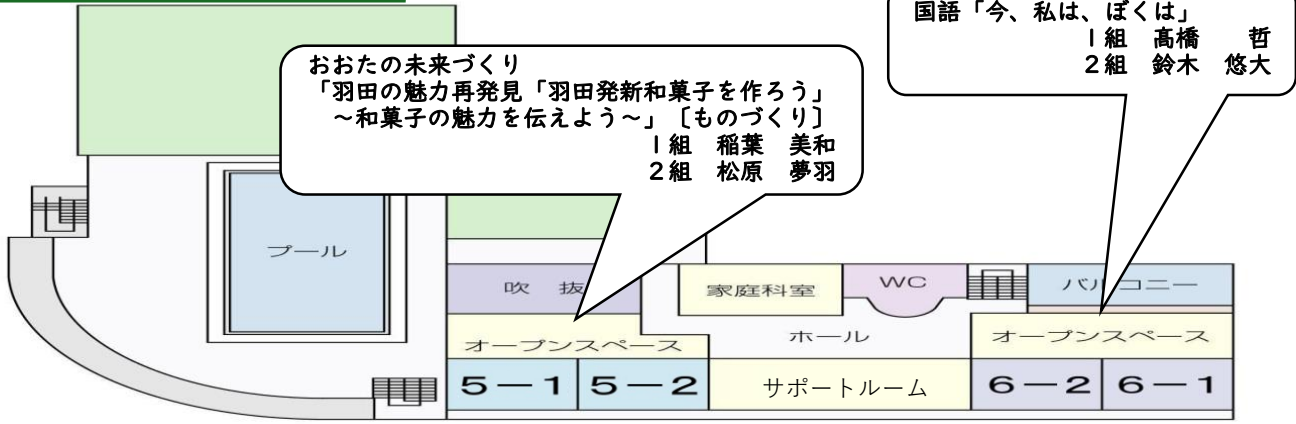 国語「今、私は、ぼくは」
1組 髙橋 哲
2組 鈴木 悠大
おおたの未来づくり
「羽田の魅力再発見「羽田発新和菓子を作ろう」
～和菓子の魅力を伝えよう～」〔ものづくり〕
1組 稲葉 美和
2組 松原 夢羽
プール
吹 抜
家庭科室
WC
バルコニー
オープンスペース
ホール
オープンスペース
5－1
5－2
サポートルーム
6－2
6－1